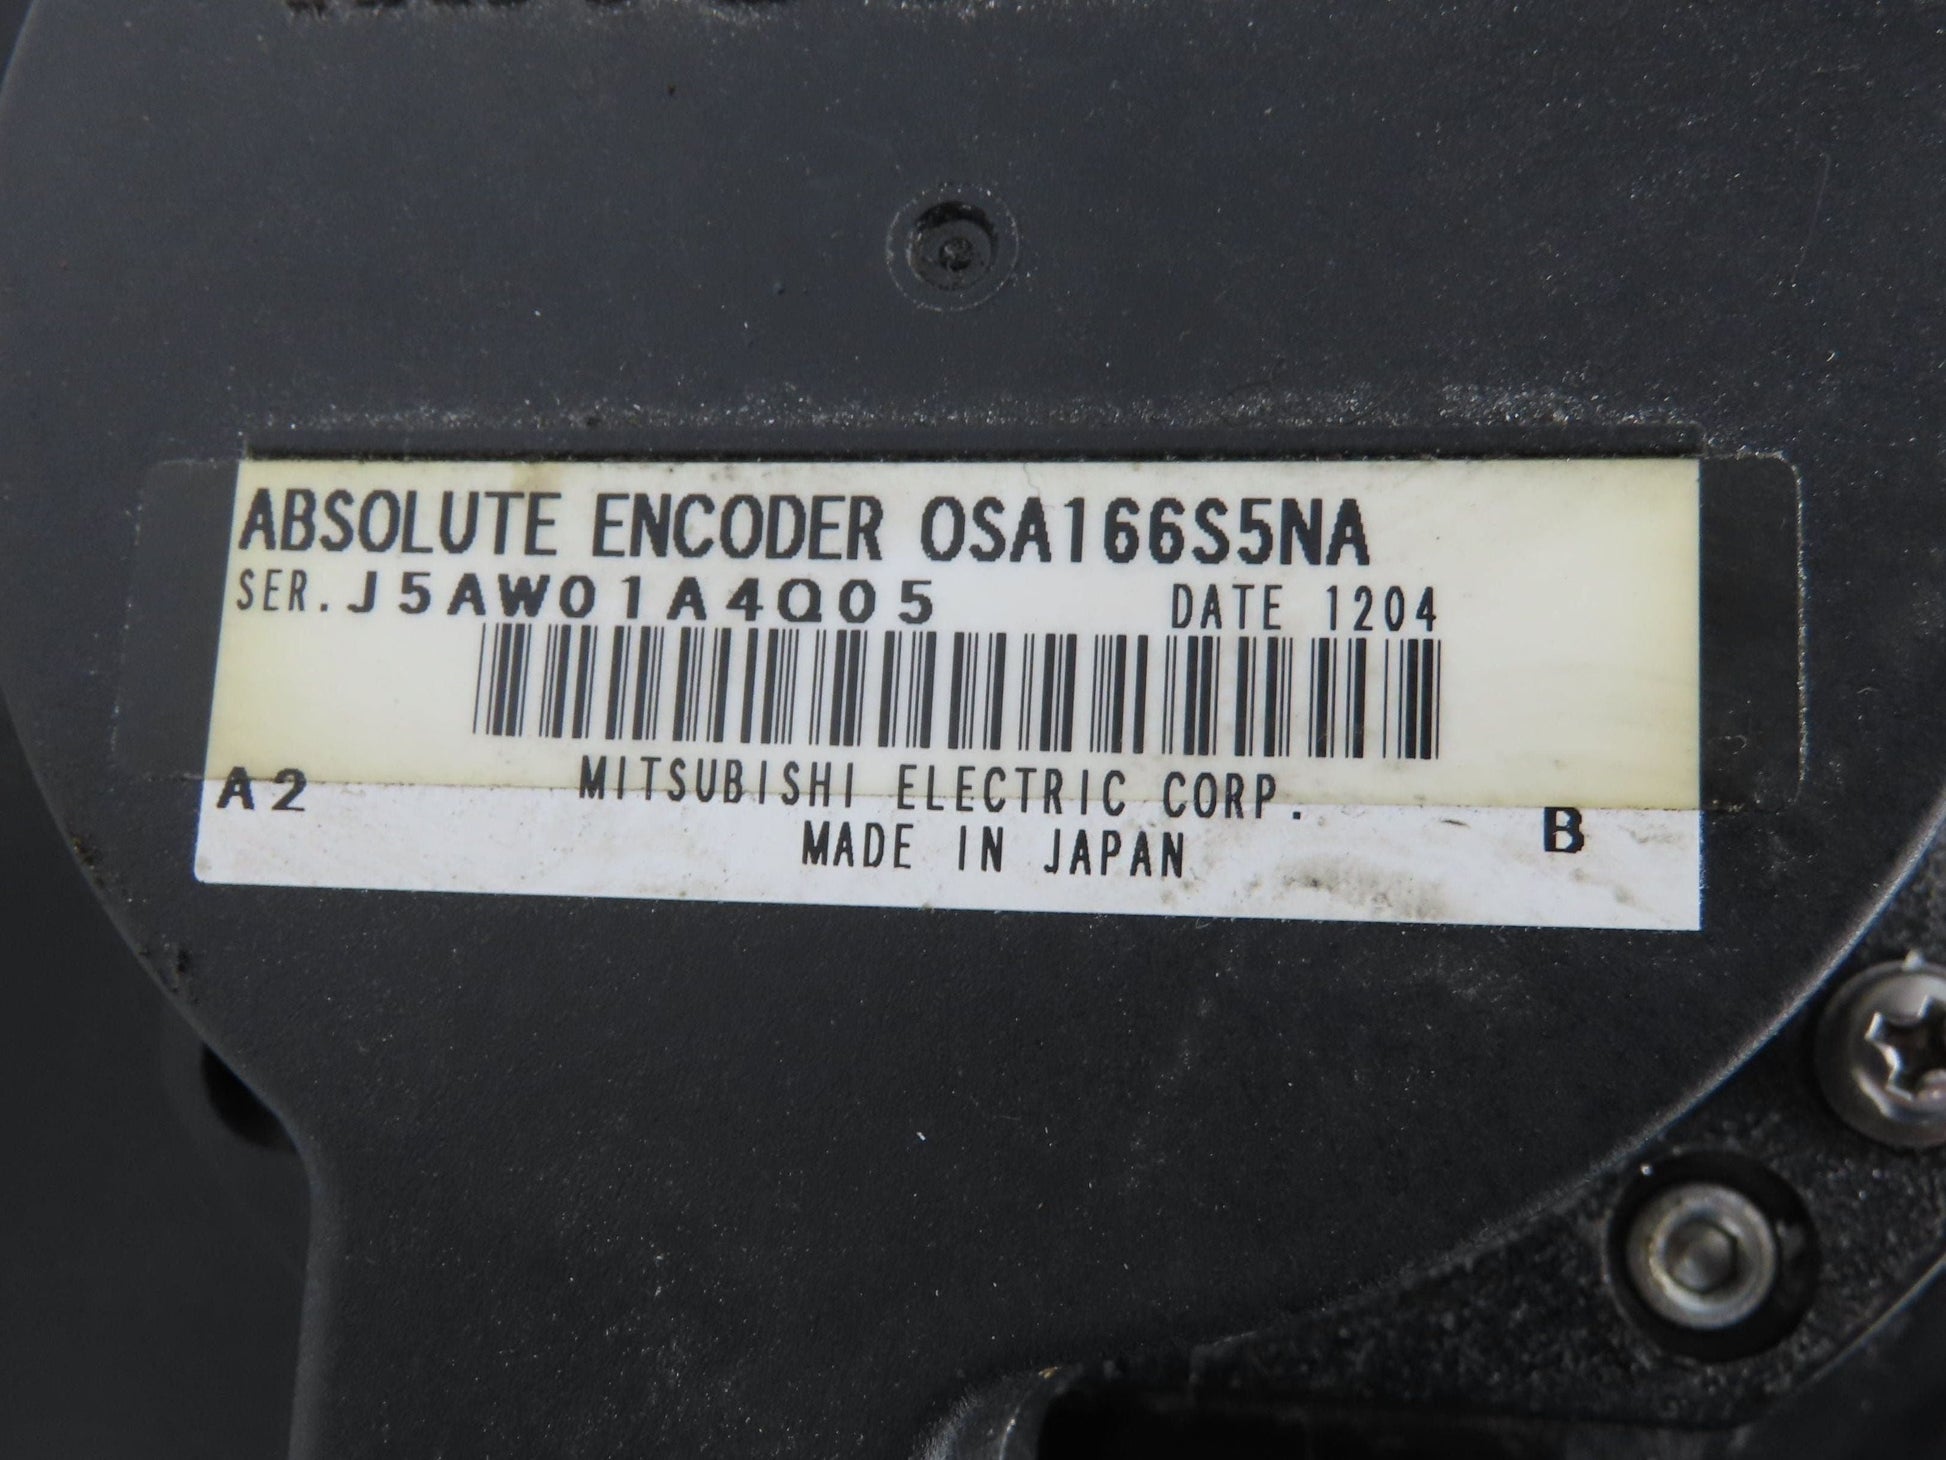 ABSOLUTE ENCODER OSA166S5NA
SER. J5AW01A4Q05 DATE 1204
A2 MITSUBISHI ELECTRIC CORP.
MADE IN JAPAN B